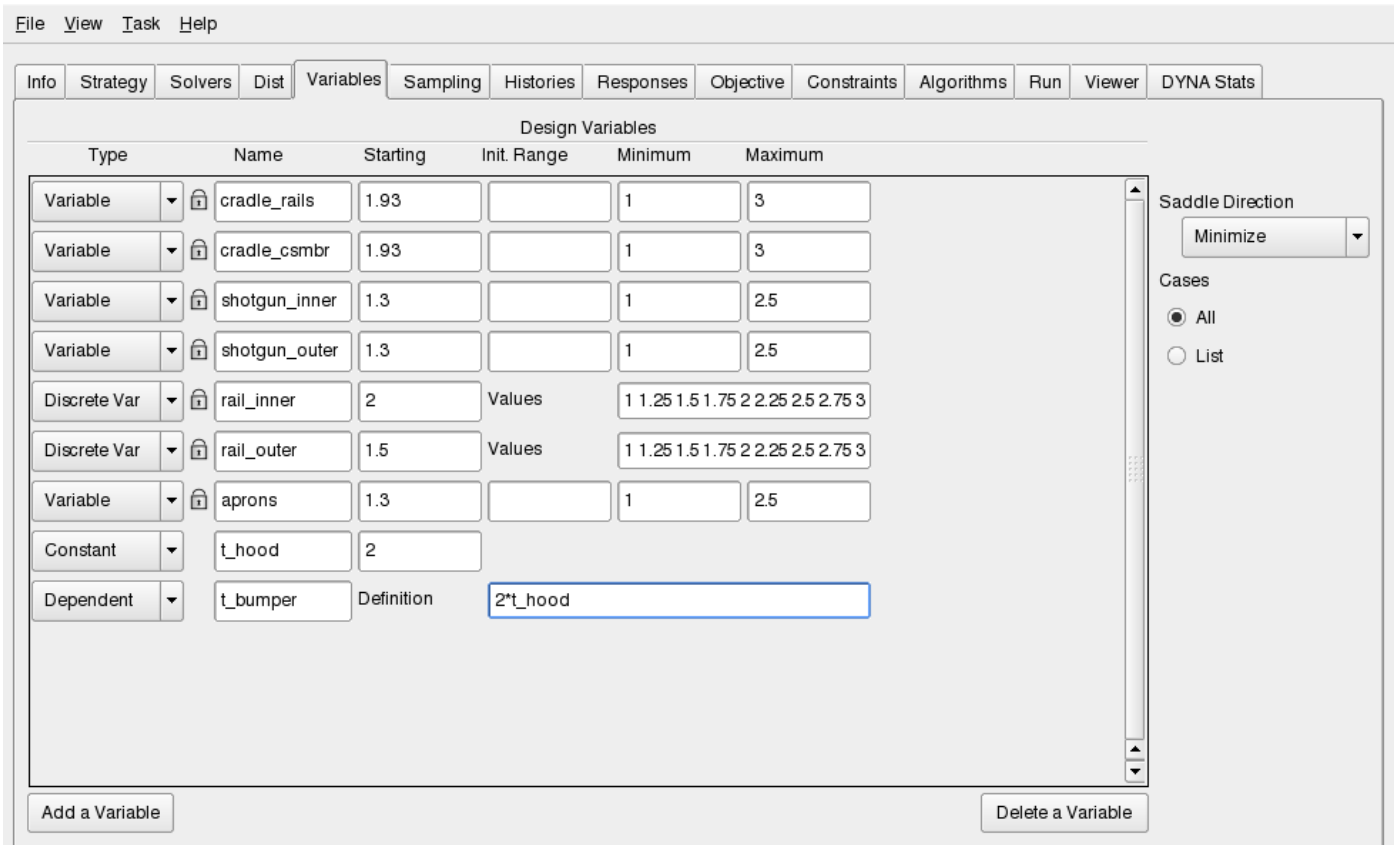 File View Task Help
Info Strategy Solvers Dist Variables Sampling Histories Responses Objective Constraints Algorithms Run Viewer DYNA Stats
Design Variables
Type Name Starting Init. Range Minimum Maximum
Variable cradle_rails 1.93 1 3
Variable cradle_csmbr 1.93 1 3
Variable shotgun_inner 1.3 1 2.5
Variable shotgun_outer 1.3 1 2.5
Discrete Var rail_inner 2 Values 1 1.25 1.5 1.75 2 2.25 2.5 2.75 3
Discrete Var rail_outer 1.5 Values 1 1.25 1.5 1.75 2 2.25 2.5 2.75 3
Variable aprons 1.3 1 2.5
Constant t_hood 2
Dependent t_bumper Definition 2*t_hood
Saddle Direction
Minimize
Cases
All
List
Add a Variable Delete a Variable